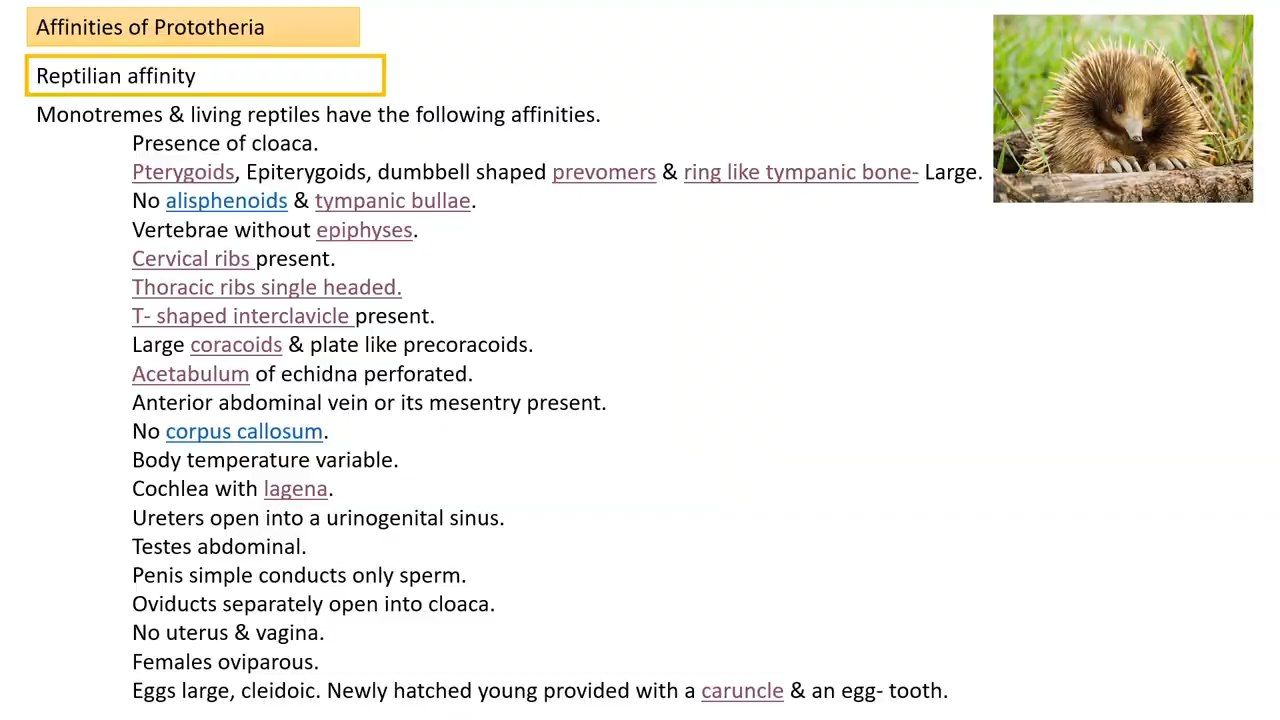 Affinities of Prototheria
Reptilian affinity
Monotremes & living reptiles have the following affinities.
Presence of cloaca.
Pterygoids, Epiterygoids, dumbbell shaped prevomers & ring like tympanic bone- Large.
No alisphenoids & tympanic bullae.
Vertebrae without epiphyses.
Cervical ribs present.
Thoracic ribs single headed.
T- shaped interclavicle present.
Large coracoids & plate like precoracoids.
Acetabulum of echidna perforated.
Anterior abdominal vein or its mesentry present.
No corpus callosum.
Body temperature variable.
Cochlea with lagena.
Ureters open into a urinogenital sinus.
Testes abdominal.
Penis simple conducts only sperm.
Oviducts separately open into cloaca.
No uterus & vagina.
Females oviparous.
Eggs large, cleidoic. Newly hatched young provided with a caruncle & an egg- tooth.